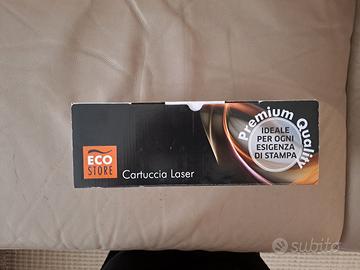 ECO
STORE
Cartuccia Laser
Premium Quality
IDEALE
PER OGNI
ESIGENZA
DI STAMPA
subito